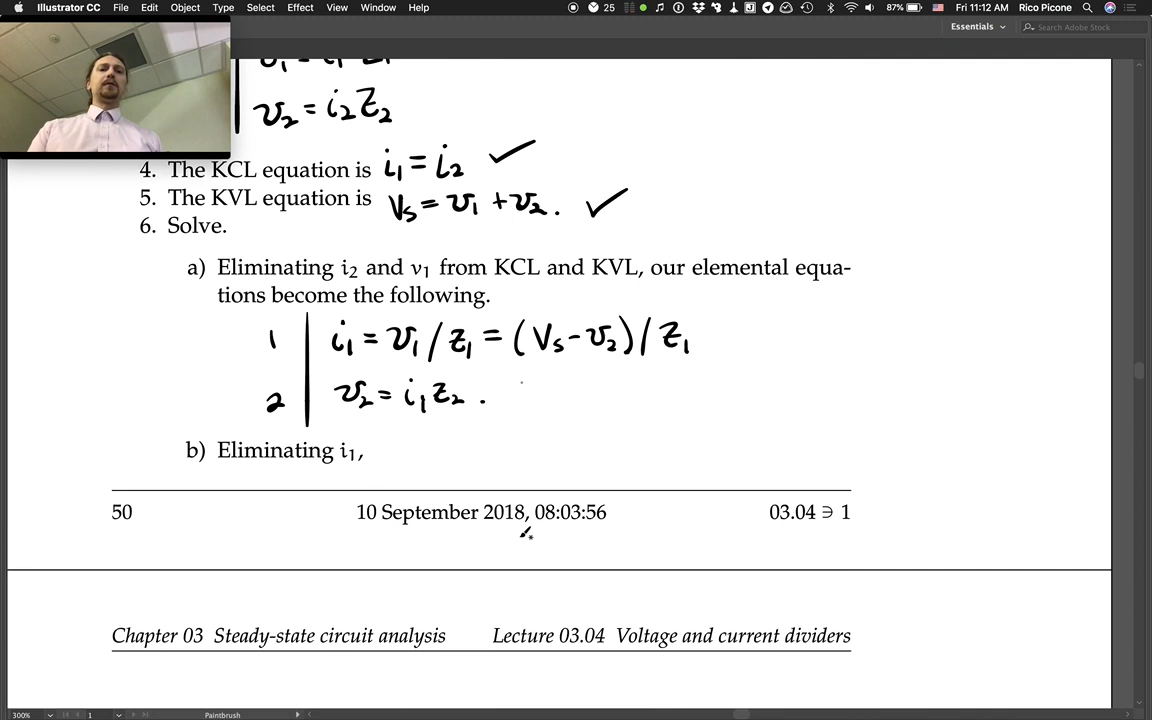 Illustrator CC File Edit Object Type Select Effect View Window Help 25 87% Fri 11:12 AM Rico Picone
Essentials Search Adobe Stock
v₂ = i₂Z₂
4. The KCL equation is i₁ = i₂ ✓
5. The KVL equation is Vₛ = v₁ + v₂. ✓
6. Solve.
a) Eliminating i₂ and v₁ from KCL and KVL, our elemental equa-
tions become the following.
1 | i₁ = v₁/Z₁ = (Vₛ-v₂)/Z₁
2 | v₂ = i₁Z₂.
b) Eliminating i₁,
50 10 September 2018, 08:03:56 03.04 ∋ 1
Chapter 03 Steady-state circuit analysis Lecture 03.04 Voltage and current dividers
300% 1 Paintbrush